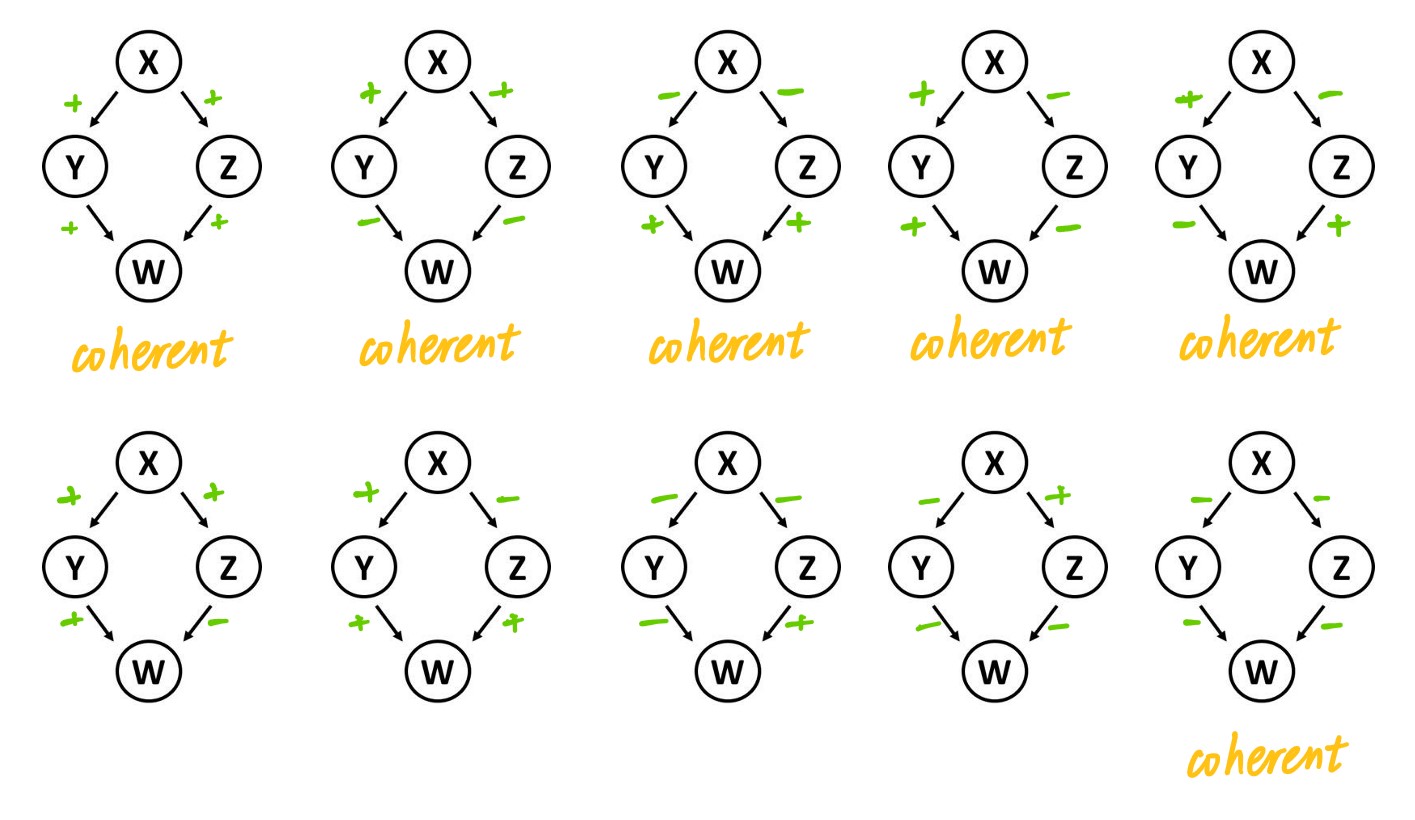 X X X X X
+ + + + - - + - + -
Y Z Y Z Y Z Y Z Y Z
+ + - - + + + - - +
W W W W W
coherent coherent coherent coherent coherent
X X X X X
+ + + - - - - + - -
Y Z Y Z Y Z Y Z Y Z
+ - + + - + - - - -
W W W W W
coherent